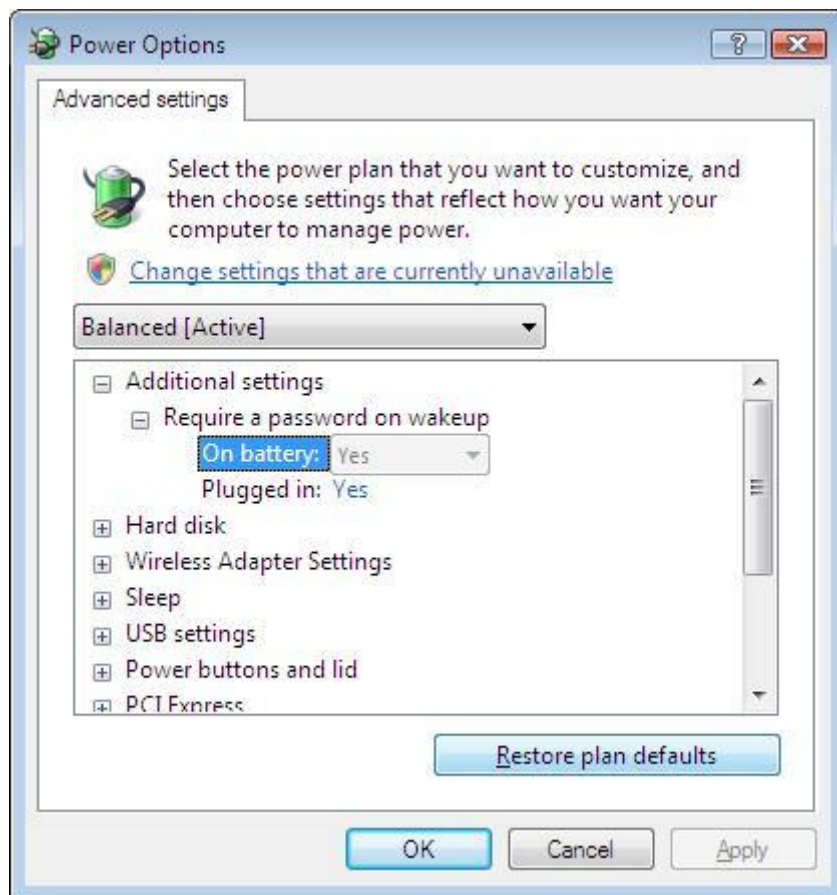 Power Options
Advanced settings
Select the power plan that you want to customize, and
then choose settings that reflect how you want your
computer to manage power.
Change settings that are currently unavailable
Balanced [Active]
Additional settings
Require a password on wakeup
On battery: Yes
Plugged in: Yes
Hard disk
Wireless Adapter Settings
Sleep
USB settings
Power buttons and lid
PCI Express
Restore plan defaults
OK Cancel Apply